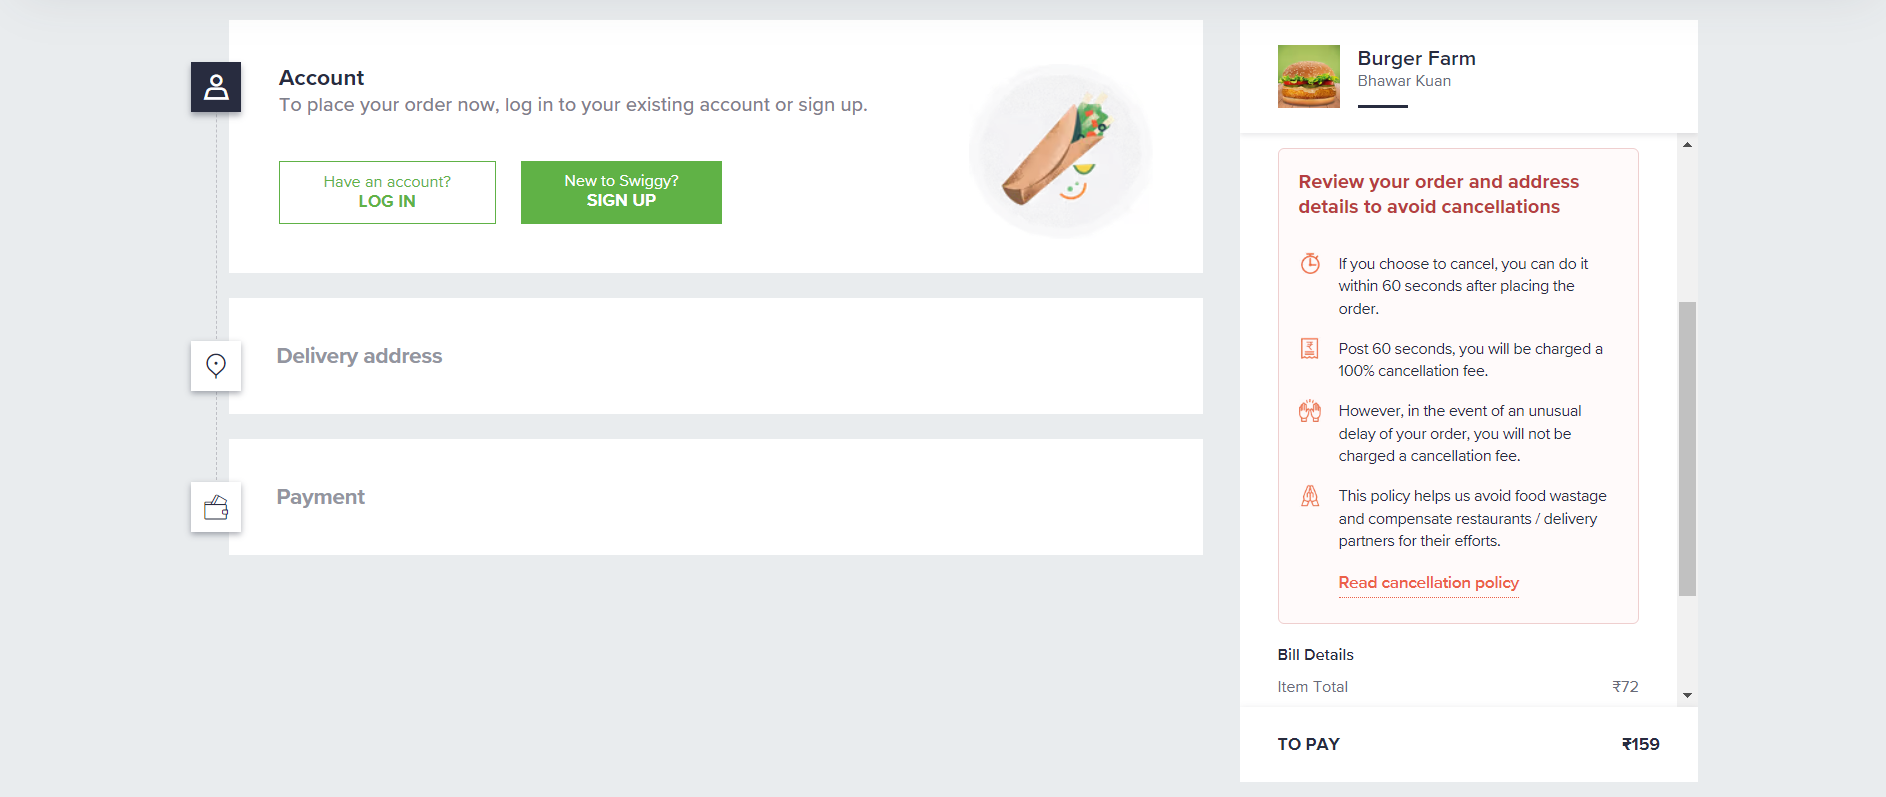 Account
To place your order now, log in to your existing account or sign up.
Have an account?
LOG IN
New to Swiggy?
SIGN UP
Delivery address
Payment
Burger Farm
Bhawar Kuan
Review your order and address
details to avoid cancellations
If you choose to cancel, you can do it
within 60 seconds after placing the
order.
Post 60 seconds, you will be charged a
100% cancellation fee.
However, in the event of an unusual
delay of your order, you will not be
charged a cancellation fee.
This policy helps us avoid food wastage
and compensate restaurants / delivery
partners for their efforts.
Read cancellation policy
Bill Details
Item Total ₹72
TO PAY ₹159